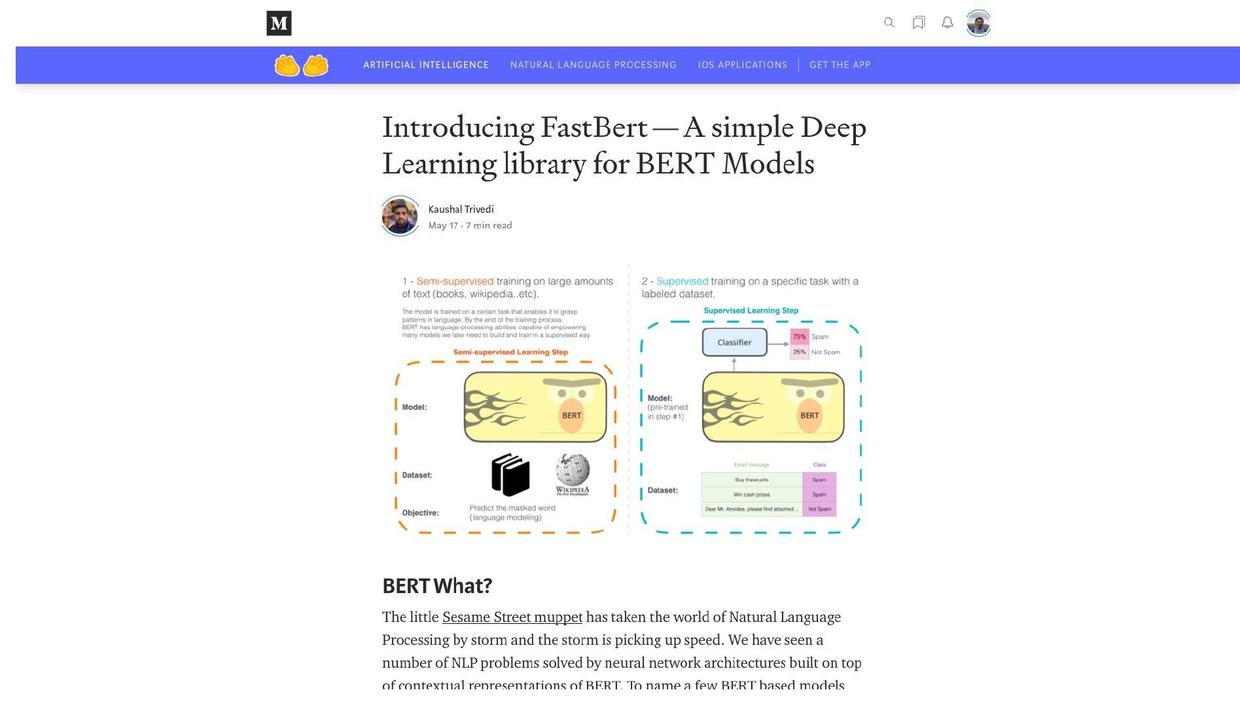 M
ARTIFICIAL INTELLIGENCE NATURAL LANGUAGE PROCESSING IOS APPLICATIONS GET THE APP
Introducing FastBert — A simple Deep
Learning library for BERT Models
Kaushal Trivedi
May 17 · 7 min read
1 - Semi-supervised training on large amounts
of text (books, wikipedia..etc).
The model is trained on a certain task that enables it to grasp
patterns in language. By the end of the training process,
BERT has language-processing abilities capable of empowering
many models we later need to build and train in a supervised way.
Semi-supervised Learning Step
Model:
BERT
Dataset:
WIKIPEDIA
The Free Encyclopedia
Objective:
Predict the masked word
(language modeling)
2 - Supervised training on a specific task with a
labeled dataset.
Supervised Learning Step
Classifier
75% Spam
25% Not Spam
Model:
(pre-trained
in step #1)
BERT
Dataset:
Email message Class
Buy these pills Spam
Win cash prizes Spam
Dear Mr. Atreides, please find attached... Not Spam
BERT What?
The little Sesame Street muppet has taken the world of Natural Language
Processing by storm and the storm is picking up speed. We have seen a
number of NLP problems solved by neural network architectures built on top
of contextual representations of BERT. To name a few BERT based models